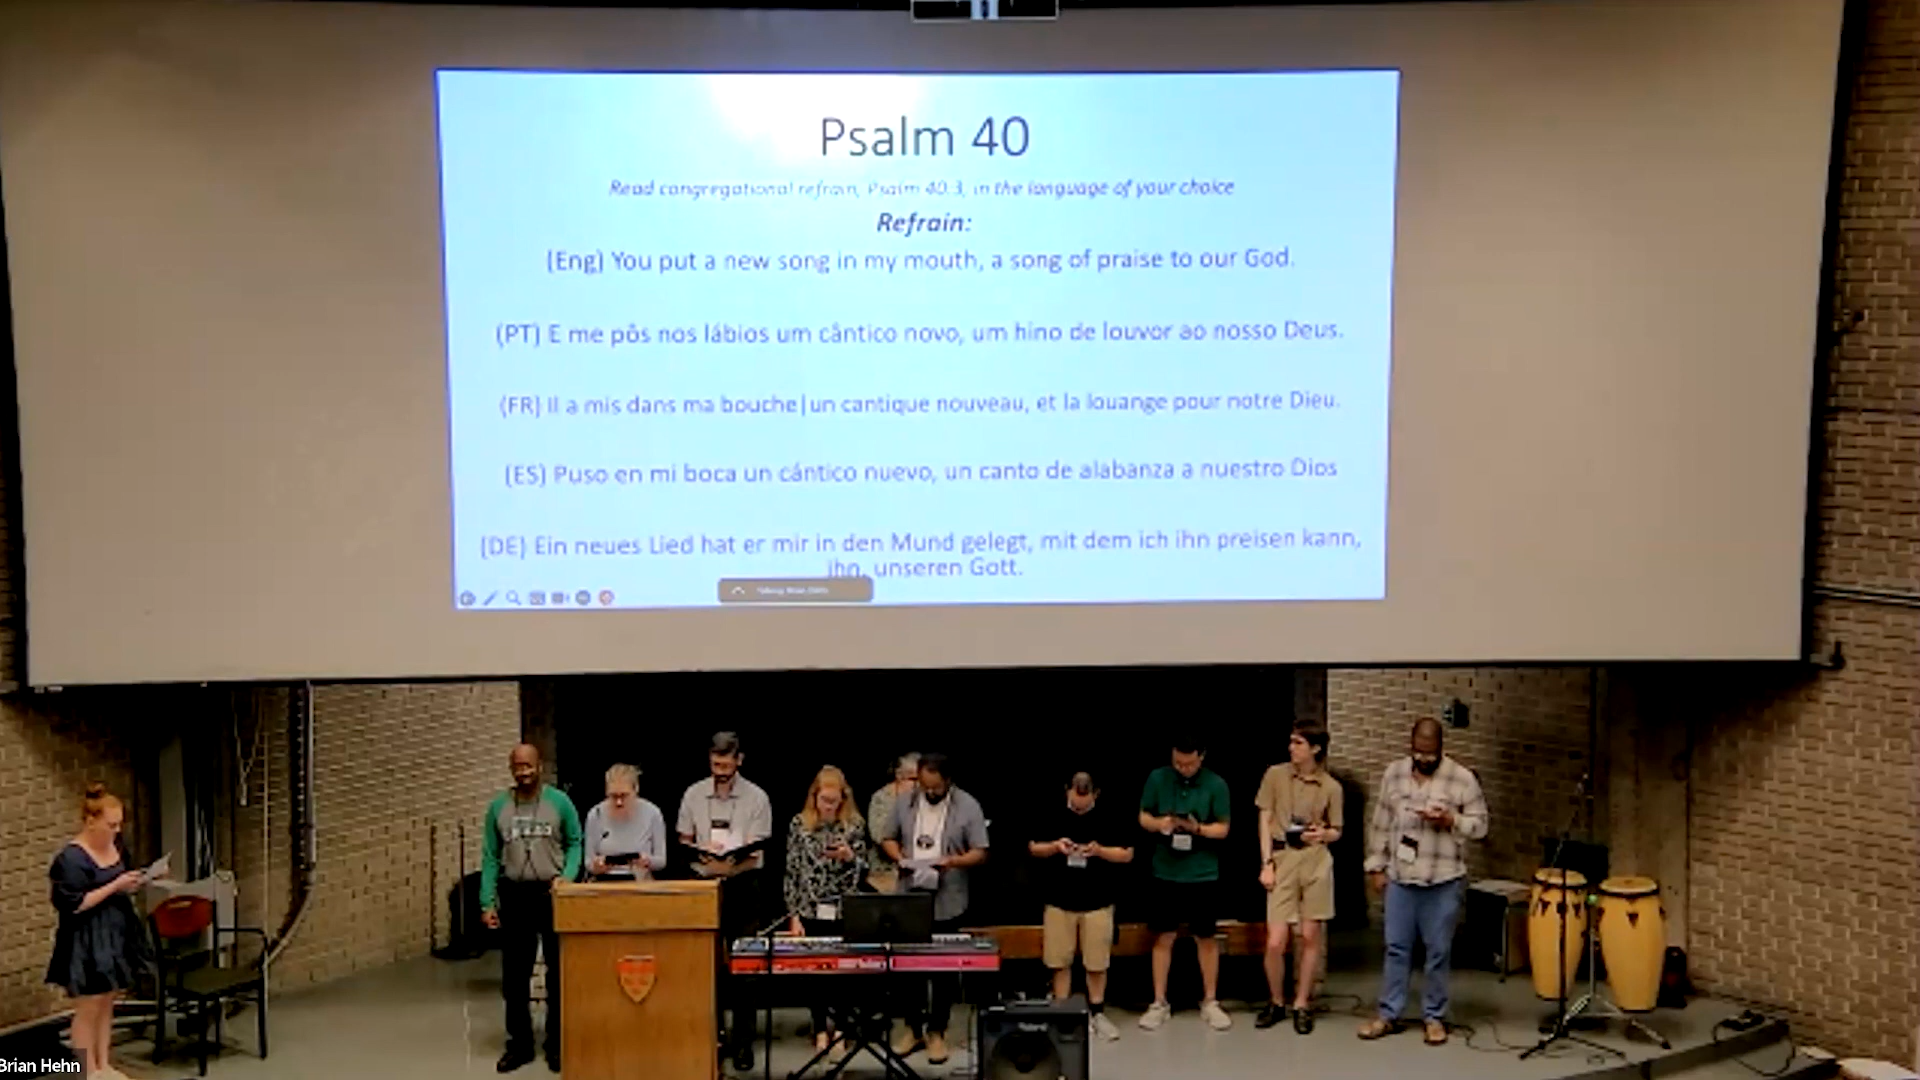 Psalm 40
Read congregational refrain, Psalm 40.3, in the language of your choice
Refrain:
(Eng) You put a new song in my mouth, a song of praise to our God.
(PT) E me pôs nos lábios um cântico novo, um hino de louvor ao nosso Deus.
(FR) Il a mis dans ma bouche|un cantique nouveau, et la louange pour notre Dieu.
(ES) Puso en mi boca un cántico nuevo, un canto de alabanza a nuestro Dios
(DE) Ein neues Lied hat er mir in den Mund gelegt, mit dem ich ihn preisen kann,
ihn, unseren Gott.
Roland
Brian Hehn